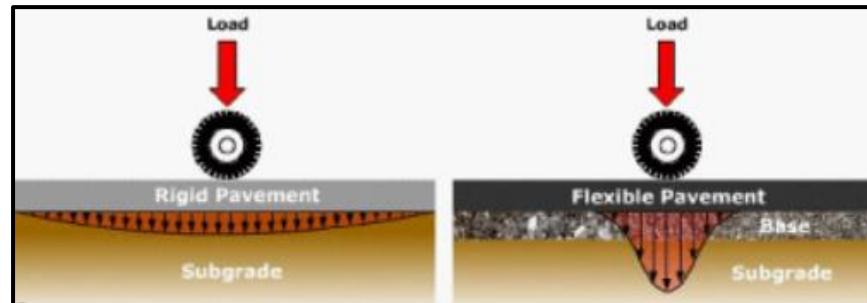 Load
Rigid Pavement
Subgrade
Load
Flexible Pavement
Base
Subgrade